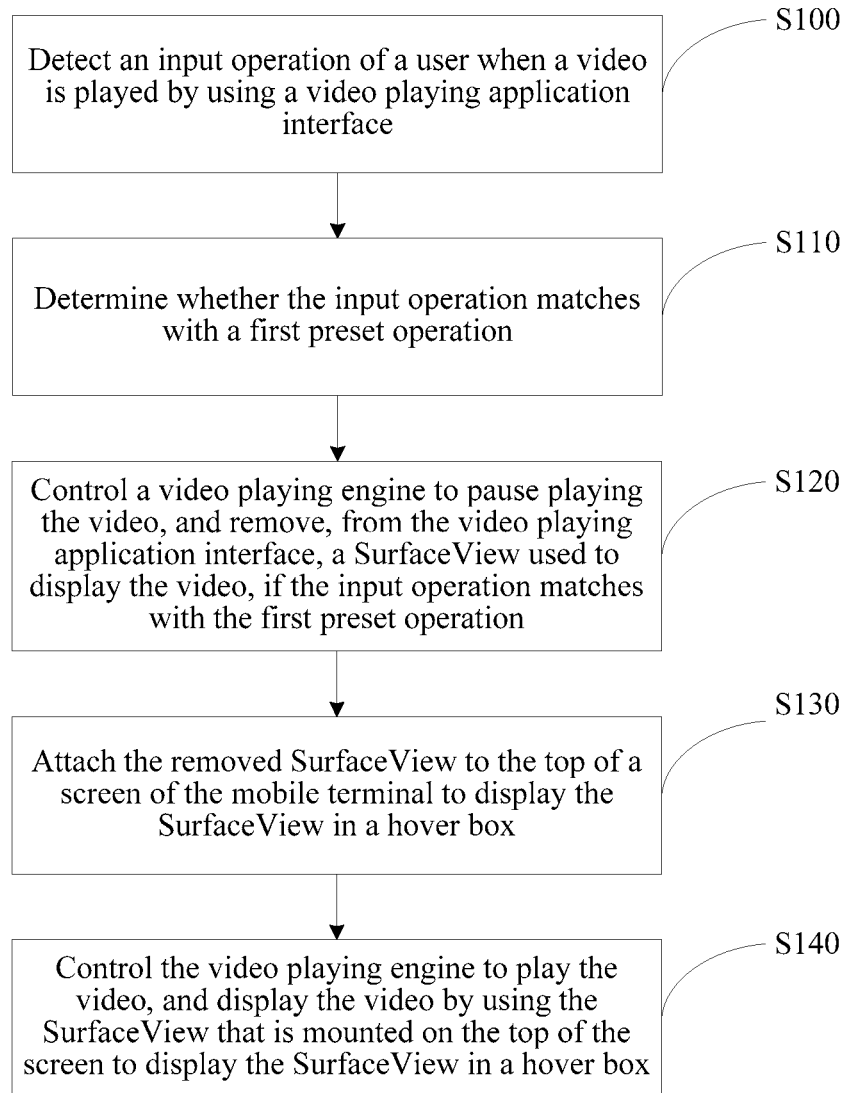 S100
Detect an input operation of a user when a video
is played by using a video playing application
interface
S110
Determine whether the input operation matches
with a first preset operation
S120
Control a video playing engine to pause playing
the video, and remove, from the video playing
application interface, a SurfaceView used to
display the video, if the input operation matches
with the first preset operation
S130
Attach the removed SurfaceView to the top of a
screen of the mobile terminal to display the
SurfaceView in a hover box
S140
Control the video playing engine to play the
video, and display the video by using the
SurfaceView that is mounted on the top of the
screen to display the SurfaceView in a hover box